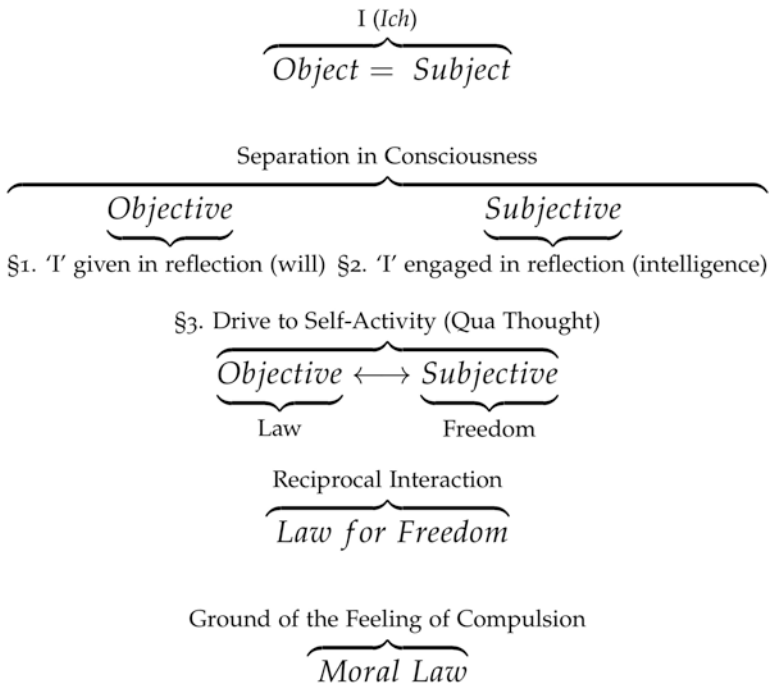 I (Ich)
Object = Subject
Separation in Consciousness
Objective Subjective
§1. ‘I’ given in reflection (will) §2. ‘I’ engaged in reflection (intelligence)
§3. Drive to Self-Activity (Qua Thought)
Objective ⟷ Subjective
Law Freedom
Reciprocal Interaction
Law for Freedom
Ground of the Feeling of Compulsion
Moral Law